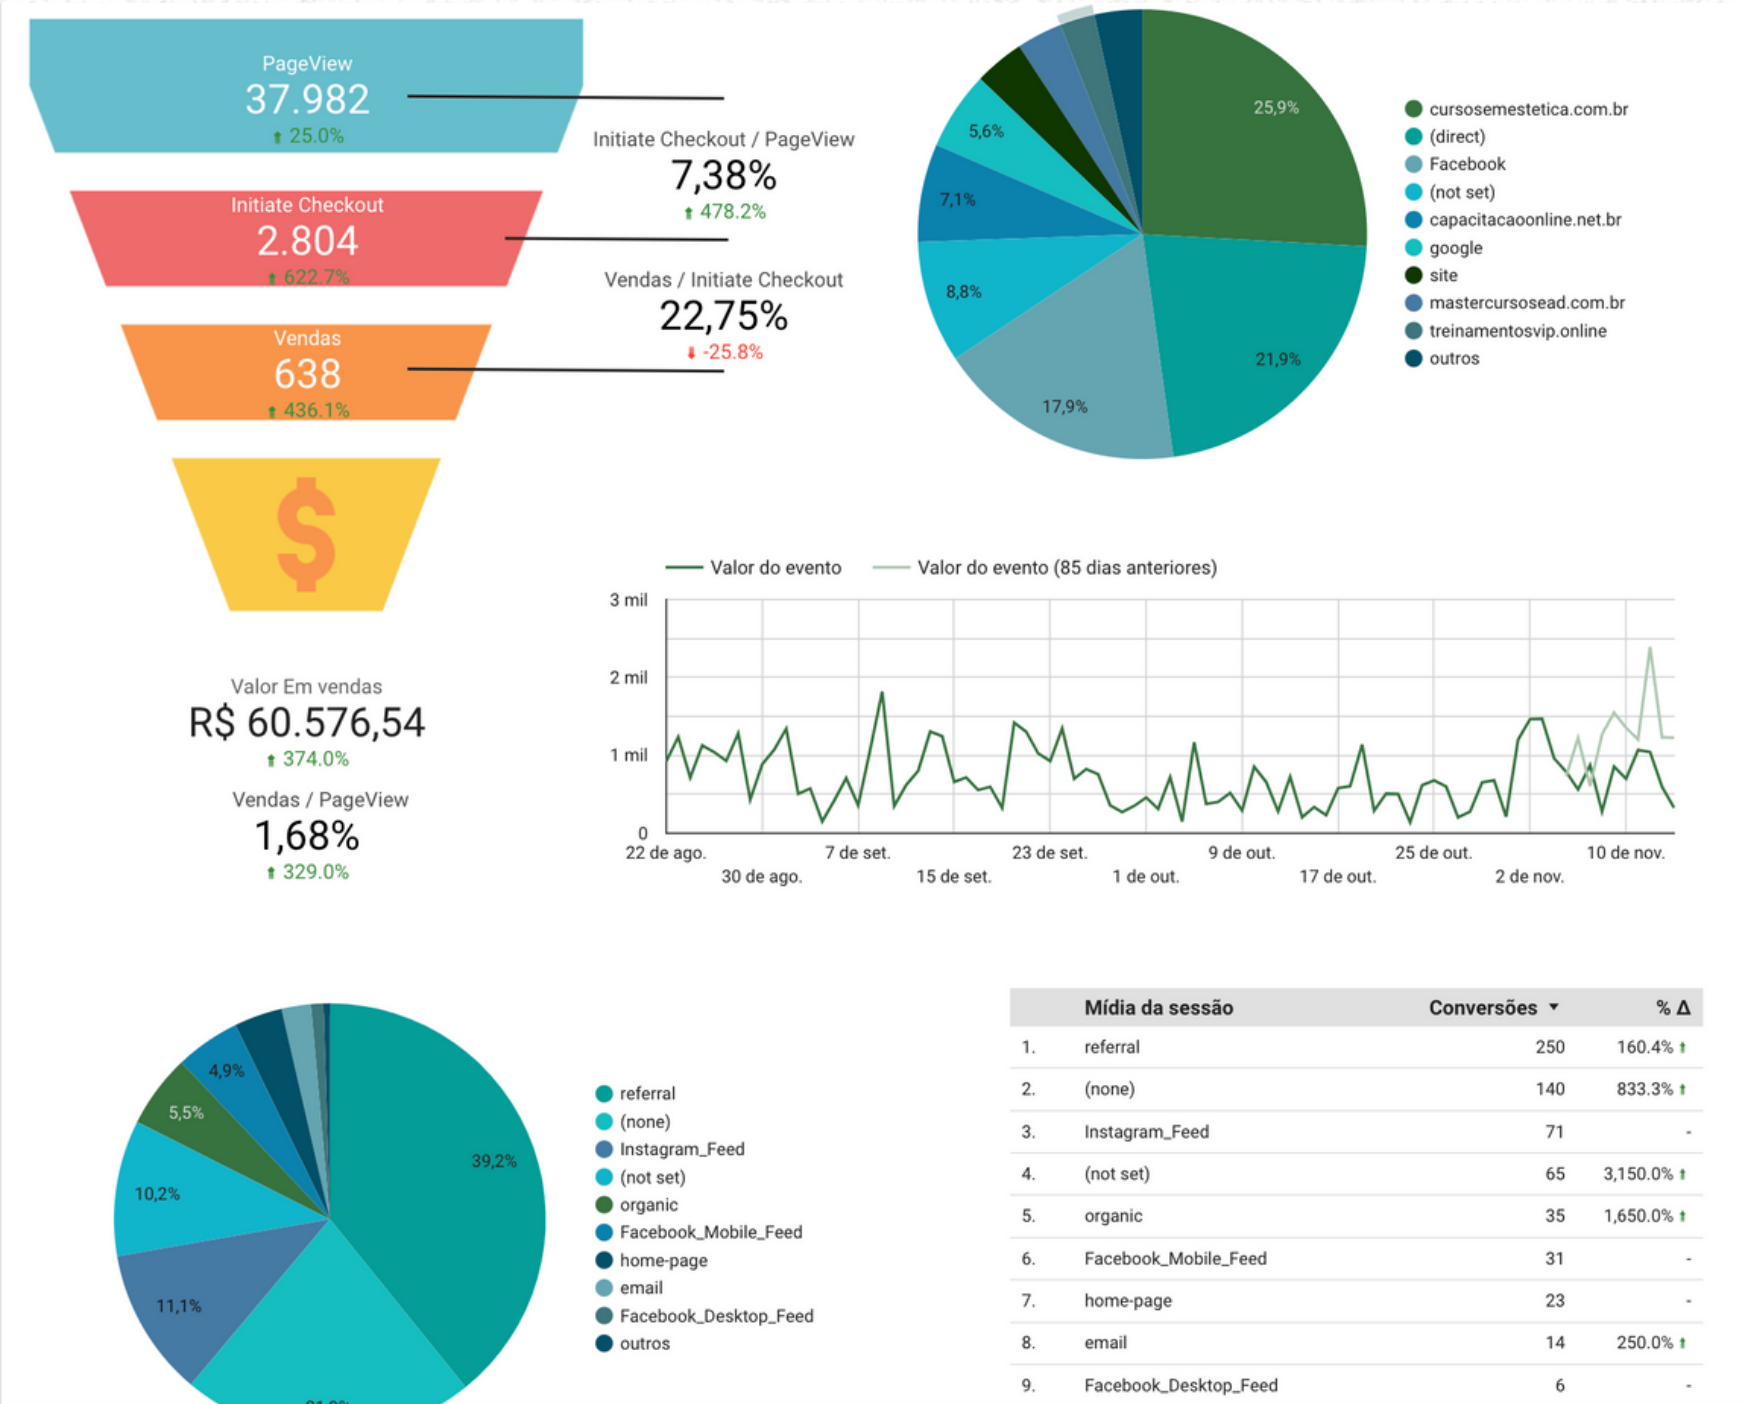 PageView
37.982
⬆ 25.0%
Initiate Checkout
2.804
⬆ 622.7%
Vendas
638
⬆ 436.1%
$
Valor Em vendas
R$ 60.576,54
⬆ 374.0%
Vendas / PageView
1,68%
⬆ 329.0%
Initiate Checkout / PageView
7,38%
⬆ 478.2%
Vendas / Initiate Checkout
22,75%
⬇ -25.8%
25,9%
21,9%
17,9%
8,8%
7,1%
5,6%
cursosemestetica.com.br
(direct)
Facebook
(not set)
capacitacaoonline.net.br
google
site
mastercursosead.com.br
treinamentosvip.online
outros
Valor do evento
Valor do evento (85 dias anteriores)
3 mil
2 mil
1 mil
0
22 de ago.
30 de ago.
7 de set.
15 de set.
23 de set.
1 de out.
9 de out.
17 de out.
25 de out.
2 de nov.
10 de nov.
39,2%
11,1%
10,2%
5,5%
4,9%
referral
(none)
Instagram_Feed
(not set)
organic
Facebook_Mobile_Feed
home-page
email
Facebook_Desktop_Feed
outros
Mídia da sessão Conversões ▼ % Δ
1. referral 250 160.4% ⬆
2. (none) 140 833.3% ⬆
3. Instagram_Feed 71 -
4. (not set) 65 3,150.0% ⬆
5. organic 35 1,650.0% ⬆
6. Facebook_Mobile_Feed 31 -
7. home-page 23 -
8. email 14 250.0% ⬆
9. Facebook_Desktop_Feed 6 -